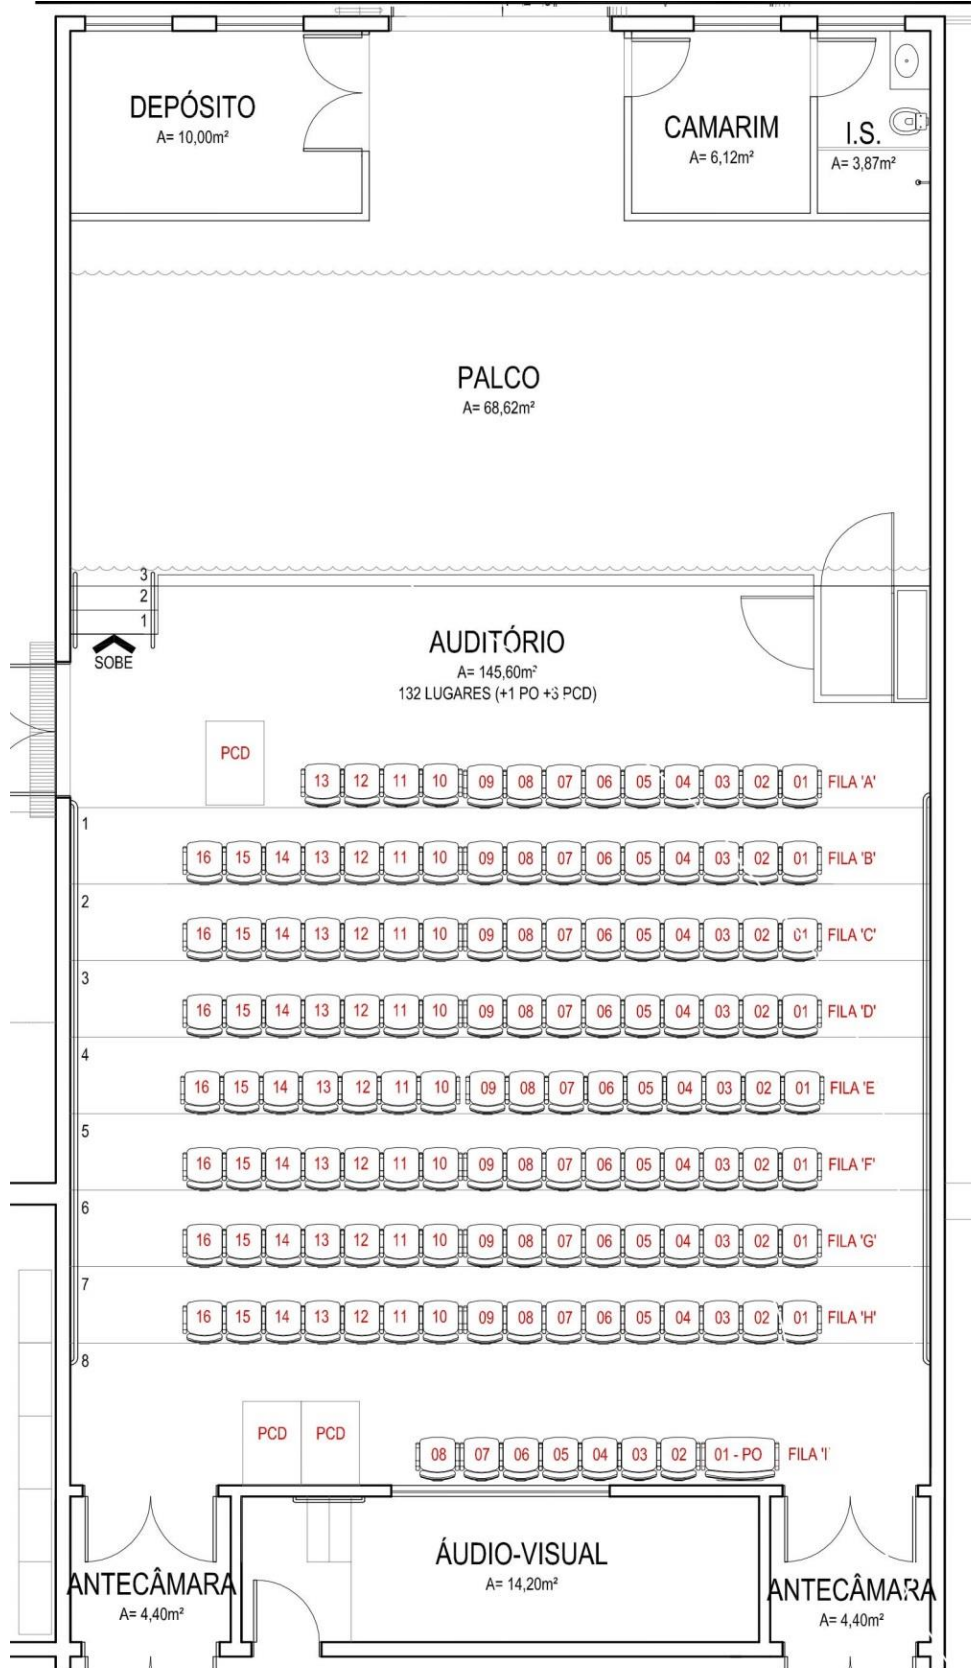 DEPÓSITO
A= 10,00m²
CAMARIM
A= 6,12m²
I.S.
A= 3,87m²
PALCO
A= 68,62m²
3
2
1
SOBE
AUDITÓRIO
A= 145,60m²
132 LUGARES (+1 PO +3 PCD)
PCD
13 12 11 10 09 08 07 06 05 04 03 02 01 FILA 'A'
1
16 15 14 13 12 11 10 09 08 07 06 05 04 03 02 01 FILA 'B'
2
16 15 14 13 12 11 10 09 08 07 06 05 04 03 02 01 FILA 'C'
3
16 15 14 13 12 11 10 09 08 07 06 05 04 03 02 01 FILA 'D'
4
16 15 14 13 12 11 10 09 08 07 06 05 04 03 02 01 FILA 'E
5
16 15 14 13 12 11 10 09 08 07 06 05 04 03 02 01 FILA 'F'
6
16 15 14 13 12 11 10 09 08 07 06 05 04 03 02 01 FILA 'G'
7
16 15 14 13 12 11 10 09 08 07 06 05 04 03 02 01 FILA 'H'
8
PCD PCD
08 07 06 05 04 03 02 01 - PO FILA 'I'
ÁUDIO-VISUAL
A= 14,20m²
ANTECÂMARA
A= 4,40m²
ANTECÂMARA
A= 4,40m²